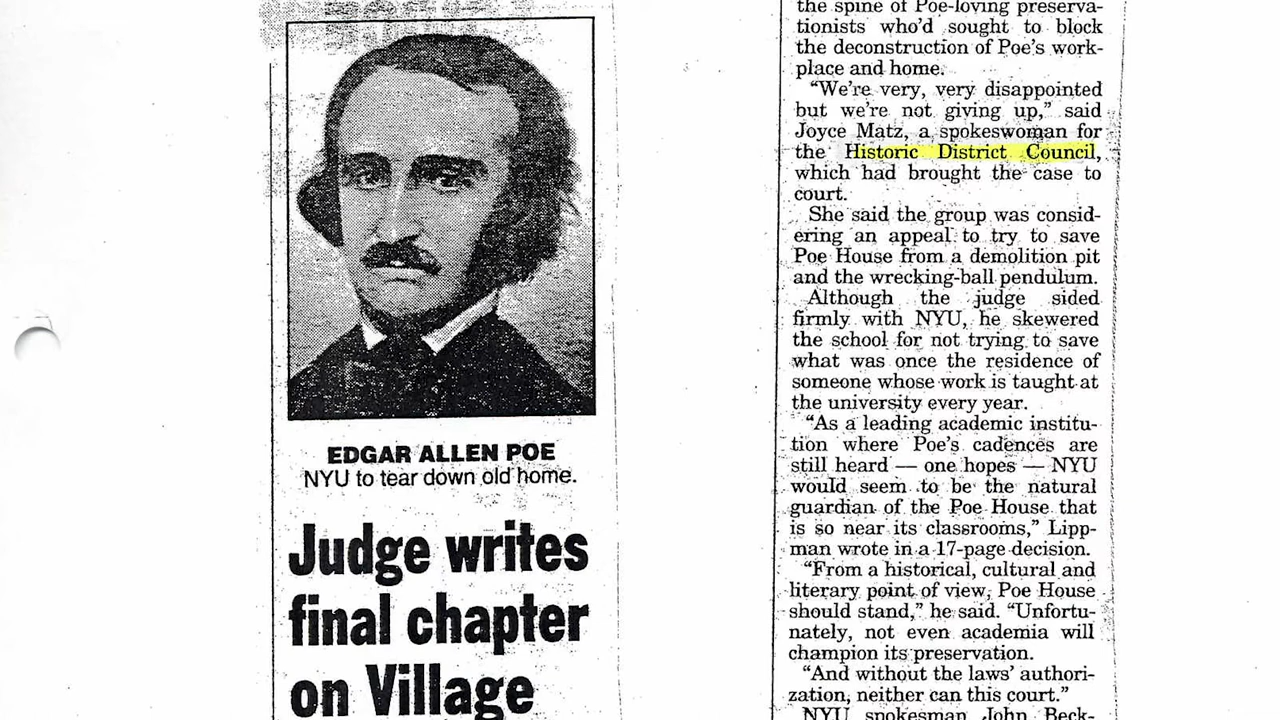 EDGAR ALLEN POE
NYU to tear down old home.
Judge writes
final chapter
on Village
the spine of Poe-loving preserva-
tionists who'd sought to block
the deconstruction of Poe's work-
place and home.
"We're very, very disappointed
but we're not giving up," said
Joyce Matz, a spokeswoman for
the Historic District Council,
which had brought the case to
court.
She said the group was consid-
ering an appeal to try to save
Poe House from a demolition pit
and the wrecking-ball pendulum.
Although the judge sided
firmly with NYU, he skewered
the school for not trying to save
what was once the residence of
someone whose work is taught at
the university every year.
"As a leading academic institu-
tion where Poe's cadences are
still heard — one hopes — NYU
would seem to be the natural
guardian of the Poe House that
is so near its classrooms," Lipp-
man wrote in a 17-page decision.
"From a historical, cultural and
literary point of view, Poe House
should stand," he said. "Unfortu-
nately, not even academia will
champion its preservation.
"And without the laws' authori-
zation, neither can this court."
NYU spokesman John Beck-